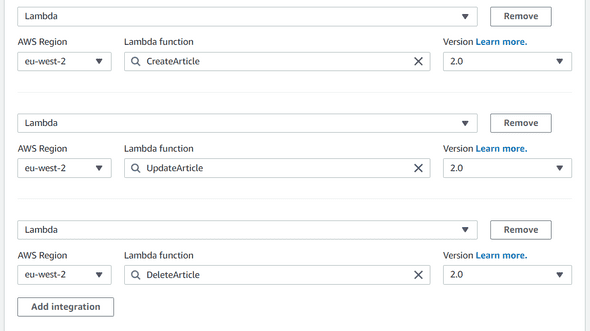 Lambda Remove
AWS Region Lambda function Version Learn more.
eu-west-2 CreateArticle 2.0
Lambda Remove
AWS Region Lambda function Version Learn more.
eu-west-2 UpdateArticle 2.0
Lambda Remove
AWS Region Lambda function Version Learn more.
eu-west-2 DeleteArticle 2.0
Add integration